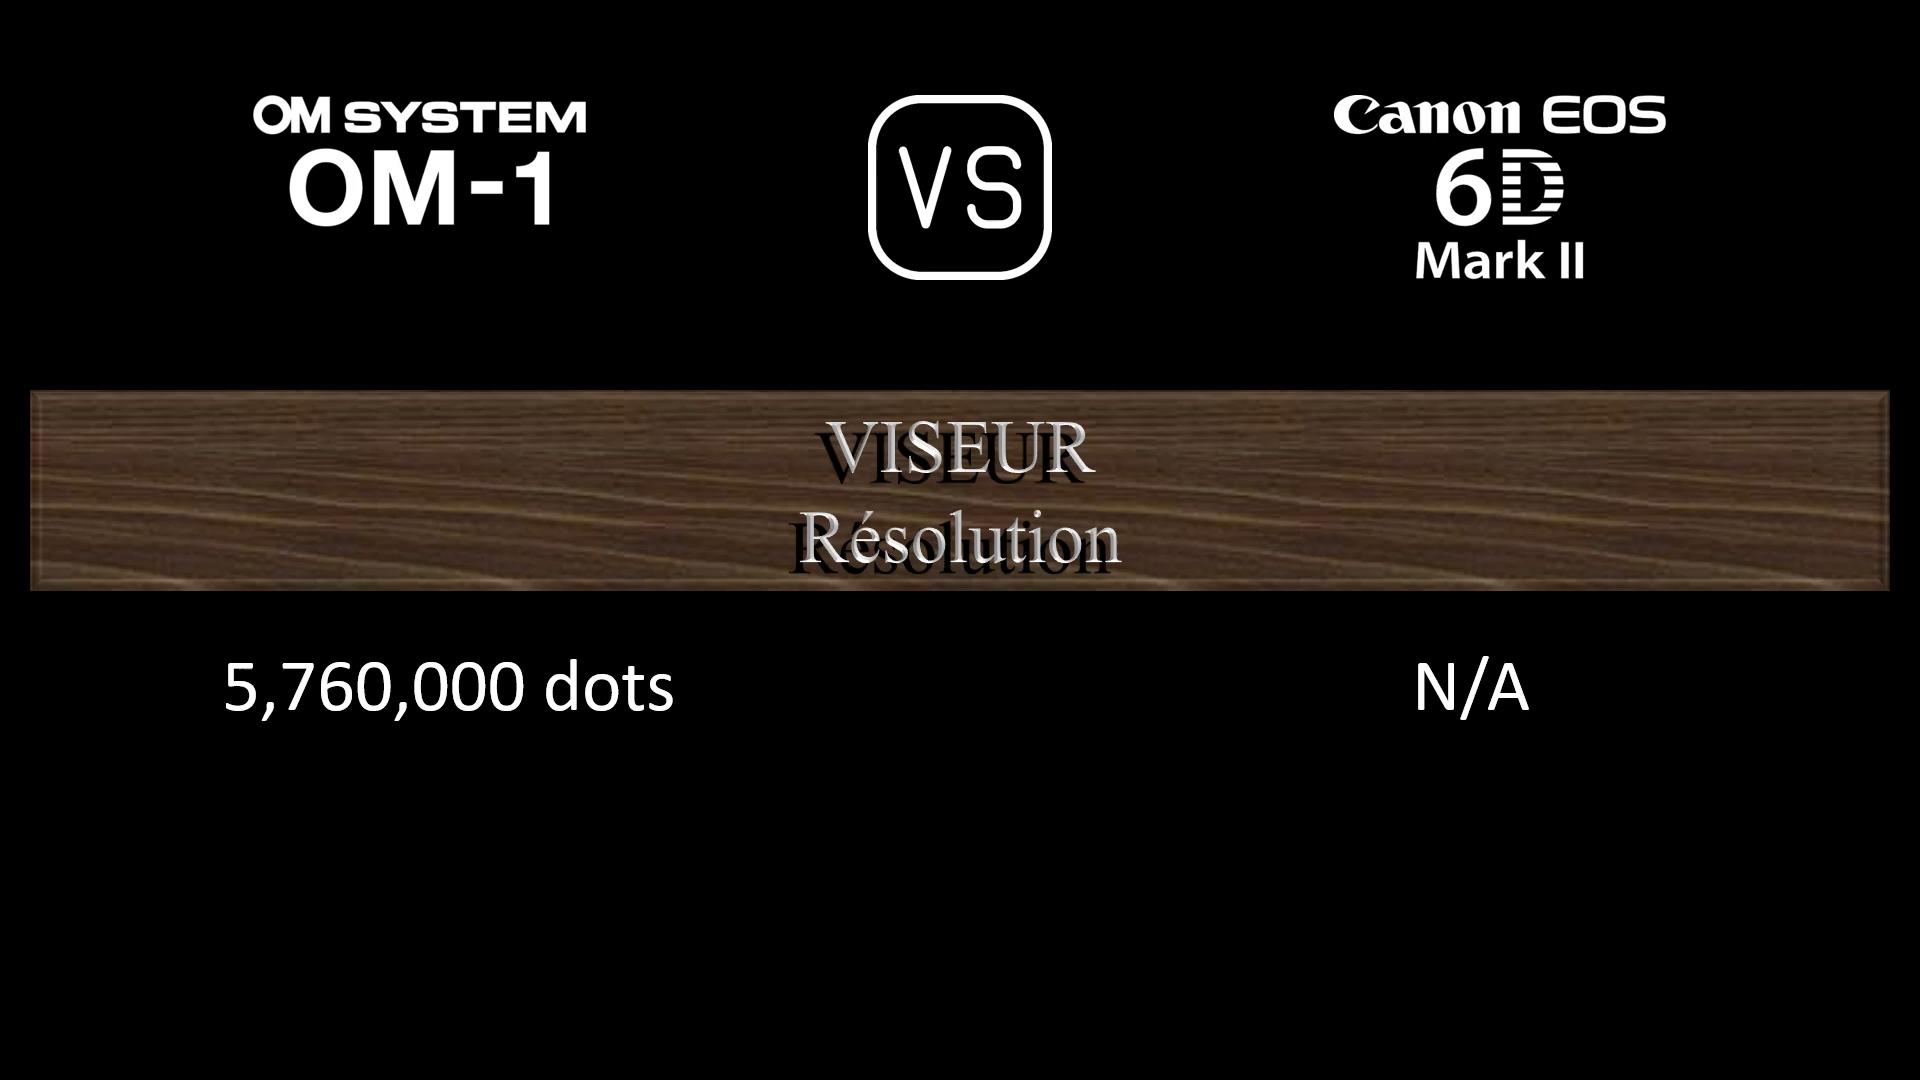 OM SYSTEM
OM-1
VS
Canon EOS
6D
Mark II
VISEUR
Résolution
5,760,000 dots
N/A